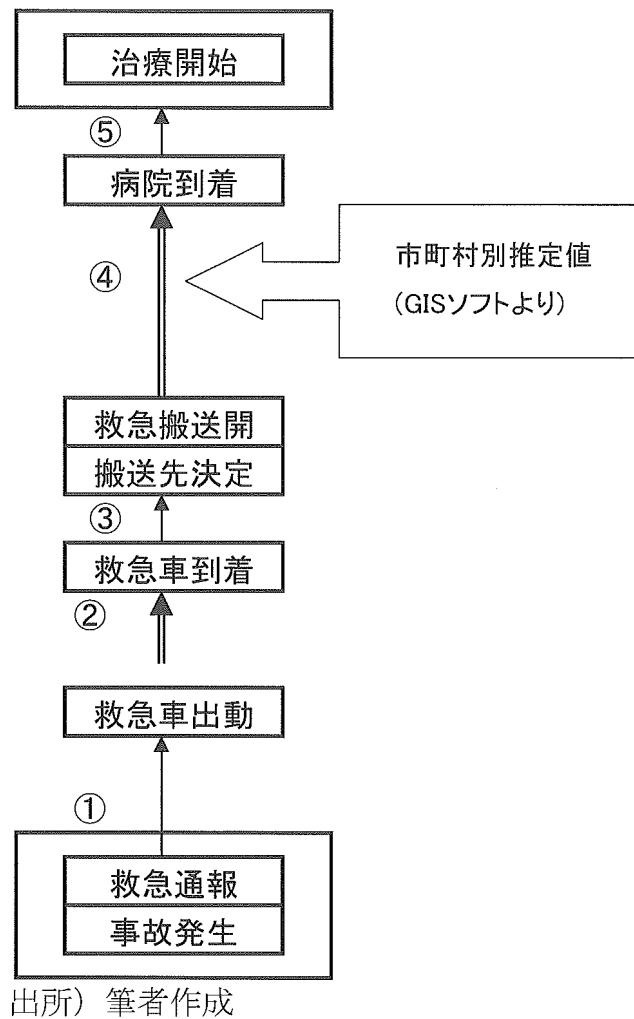 治療開始
⑤
病院到着
④
市町村別推定値
(GISソフトより)
救急搬送開
搬送先決定
③
救急車到着
②
救急車出動
①
救急通報
事故発生
出所）筆者作成